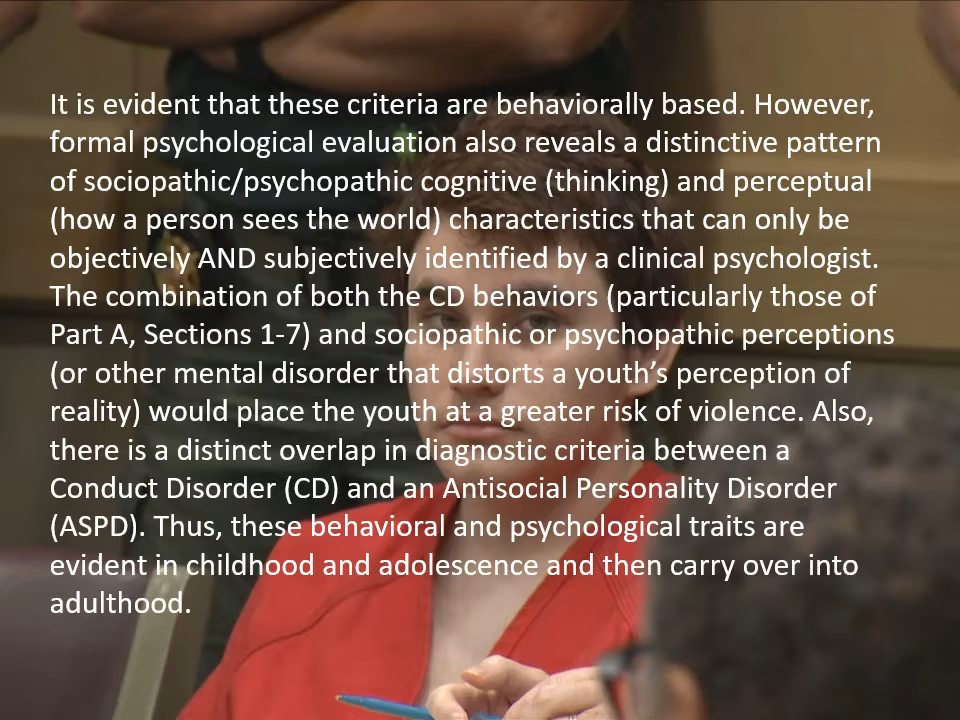 It is evident that these criteria are behaviorally based. However,
formal psychological evaluation also reveals a distinctive pattern
of sociopathic/psychopathic cognitive (thinking) and perceptual
(how a person sees the world) characteristics that can only be
objectively AND subjectively identified by a clinical psychologist.
The combination of both the CD behaviors (particularly those of
Part A, Sections 1-7) and sociopathic or psychopathic perceptions
(or other mental disorder that distorts a youth’s perception of
reality) would place the youth at a greater risk of violence. Also,
there is a distinct overlap in diagnostic criteria between a
Conduct Disorder (CD) and an Antisocial Personality Disorder
(ASPD). Thus, these behavioral and psychological traits are
evident in childhood and adolescence and then carry over into
adulthood.